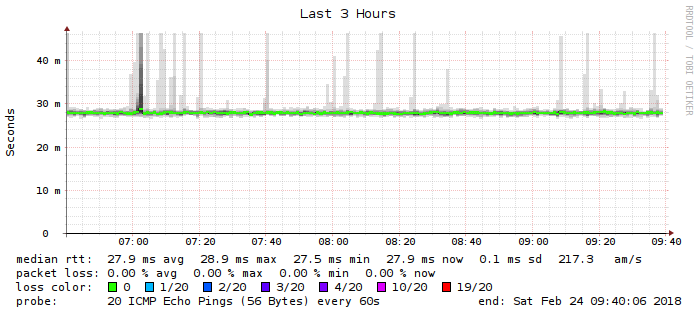 Last 3 Hours
RRDTOOL / TOBI OETIKER
Seconds
40 m
30 m
20 m
10 m
0
07:00 07:20 07:40 08:00 08:20 08:40 09:00 09:20 09:40
median rtt: 27.9 ms avg 28.9 ms max 27.5 ms min 27.9 ms now 0.1 ms sd 217.3 am/s
packet loss: 0.00 % avg 0.00 % max 0.00 % min 0.00 % now
loss color: 0 1/20 2/20 3/20 4/20 10/20 19/20
probe: 20 ICMP Echo Pings (56 Bytes) every 60s end: Sat Feb 24 09:40:06 2018